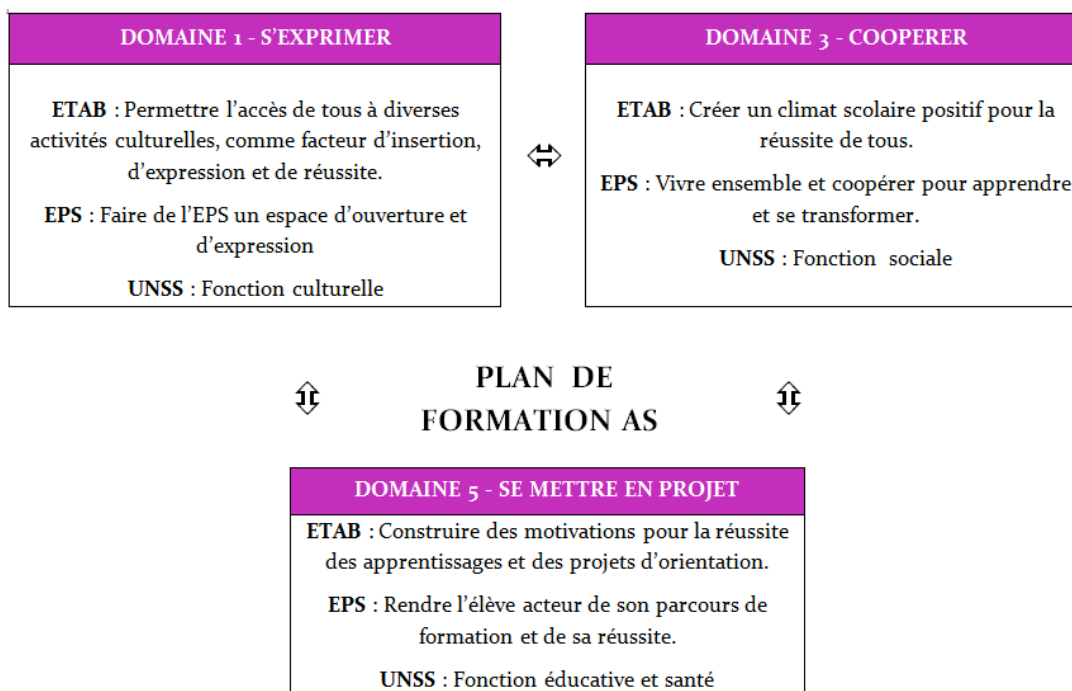 DOMAINE 1 - S’EXPRIMER
ETAB : Permettre l’accès de tous à diverses
activités culturelles, comme facteur d’insertion,
d’expression et de réussite.
EPS : Faire de l’EPS un espace d’ouverture et
d’expression
UNSS : Fonction culturelle
DOMAINE 3 - COOPERER
ETAB : Créer un climat scolaire positif pour la
réussite de tous.
EPS : Vivre ensemble et coopérer pour apprendre
et se transformer.
UNSS : Fonction sociale
PLAN DE
FORMATION AS
DOMAINE 5 - SE METTRE EN PROJET
ETAB : Construire des motivations pour la réussite
des apprentissages et des projets d’orientation.
EPS : Rendre l’élève acteur de son parcours de
formation et de sa réussite.
UNSS : Fonction éducative et santé